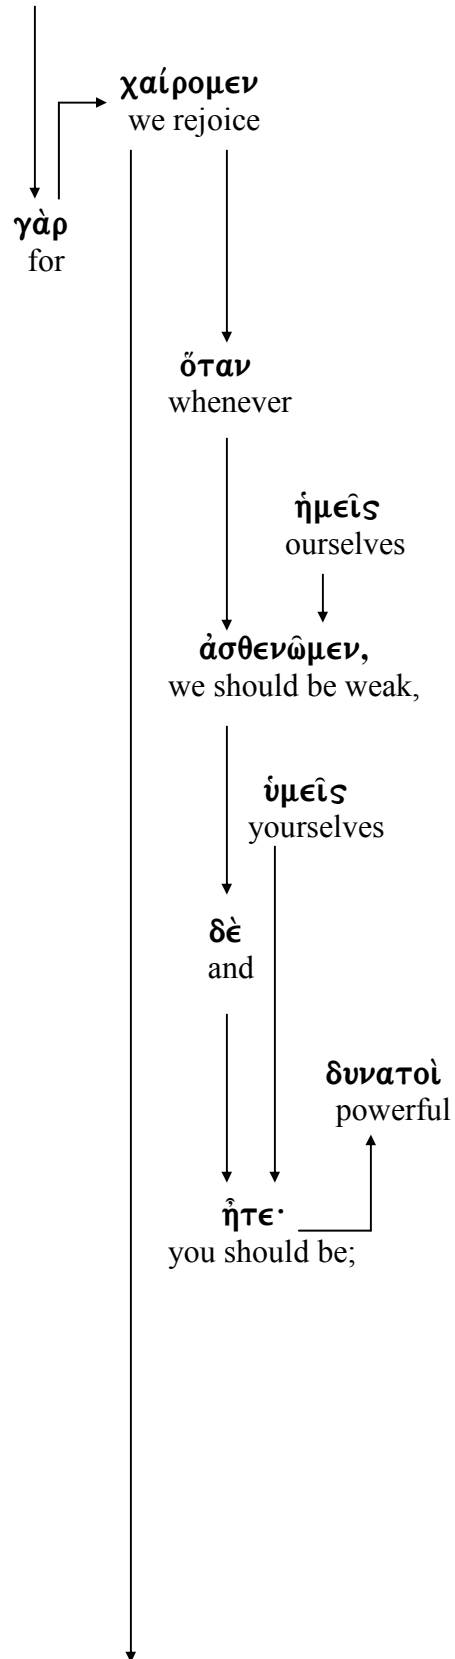 χαίρομεν
we rejoice
γὰρ
for
ὅταν
whenever
ἡμεῖς
ourselves
ἀσθενῶμεν,
we should be weak,
ὑμεῖς
yourselves
δὲ
and
δυνατοὶ
powerful
ἦτε·
you should be;